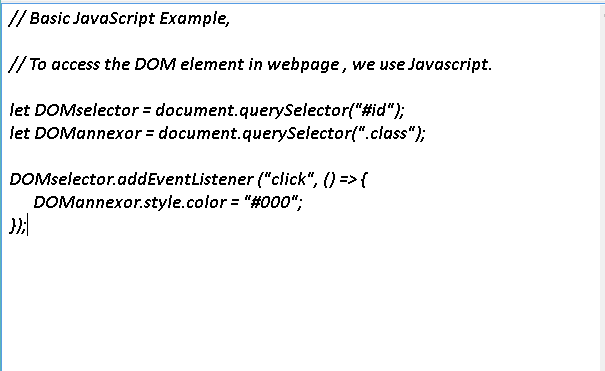 // Basic JavaScript Example,
// To access the DOM element in webpage , we use Javascript.
let DOMselector = document.querySelector("#id");
let DOMannexor = document.querySelector(".class");
DOMselector.addEventListener ("click", () => {
DOMannexor.style.color = "#000";
});